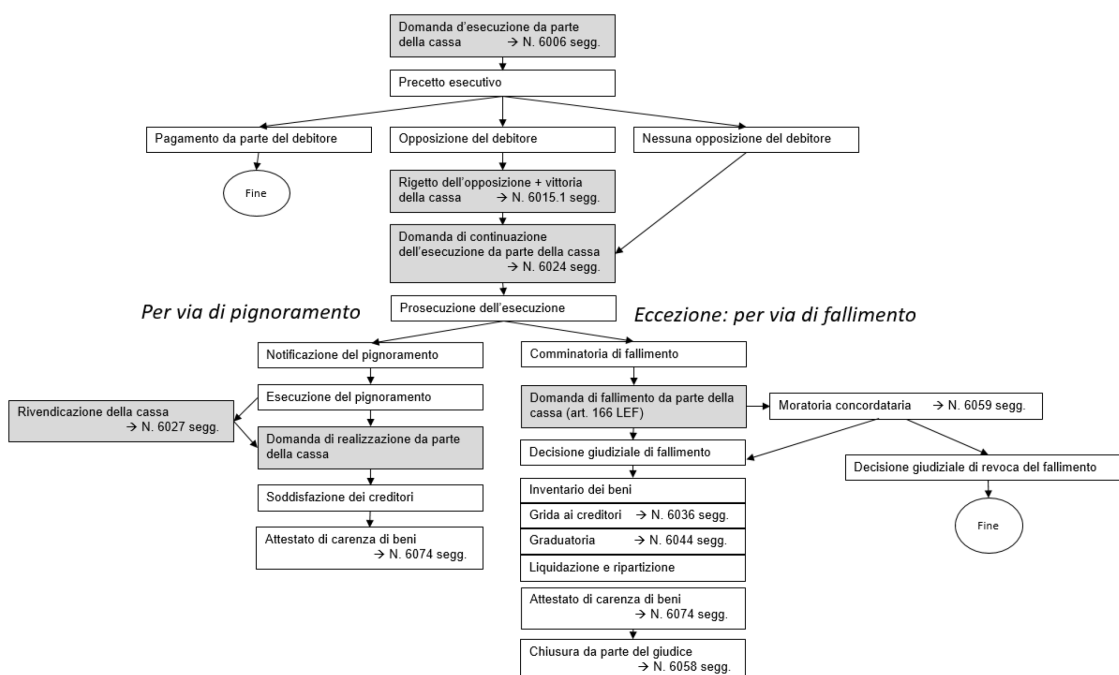 Domanda d'esecuzione da parte
della cassa → N. 6006 segg.
Precetto esecutivo
Pagamento da parte del debitore
Opposizione del debitore
Nessuna opposizione del debitore
Fine
Rigetto dell'opposizione + vittoria
della cassa → N. 6015.1 segg.
Domanda di continuazione
dell'esecuzione da parte della cassa
→ N. 6024 segg.
Prosecuzione dell'esecuzione
Per via di pignoramento
Eccezione: per via di fallimento
Notificazione del pignoramento
Esecuzione del pignoramento
Rivendicazione della cassa
→ N. 6027 segg.
Domanda di realizzazione da parte
della cassa
Soddisfazione dei creditori
Attestato di carenza di beni
→ N. 6074 segg.
Comminatoria di fallimento
Domanda di fallimento da parte della
cassa (art. 166 LEF)
Moratoria concordataria → N. 6059 segg.
Decisione giudiziale di fallimento
Decisione giudiziale di revoca del fallimento
Fine
Inventario dei beni
Grida ai creditori → N. 6036 segg.
Graduatoria → N. 6044 segg.
Liquidazione e ripartizione
Attestato di carenza di beni
→ N. 6074 segg.
Chiusura da parte del giudice
→ N. 6058 segg.